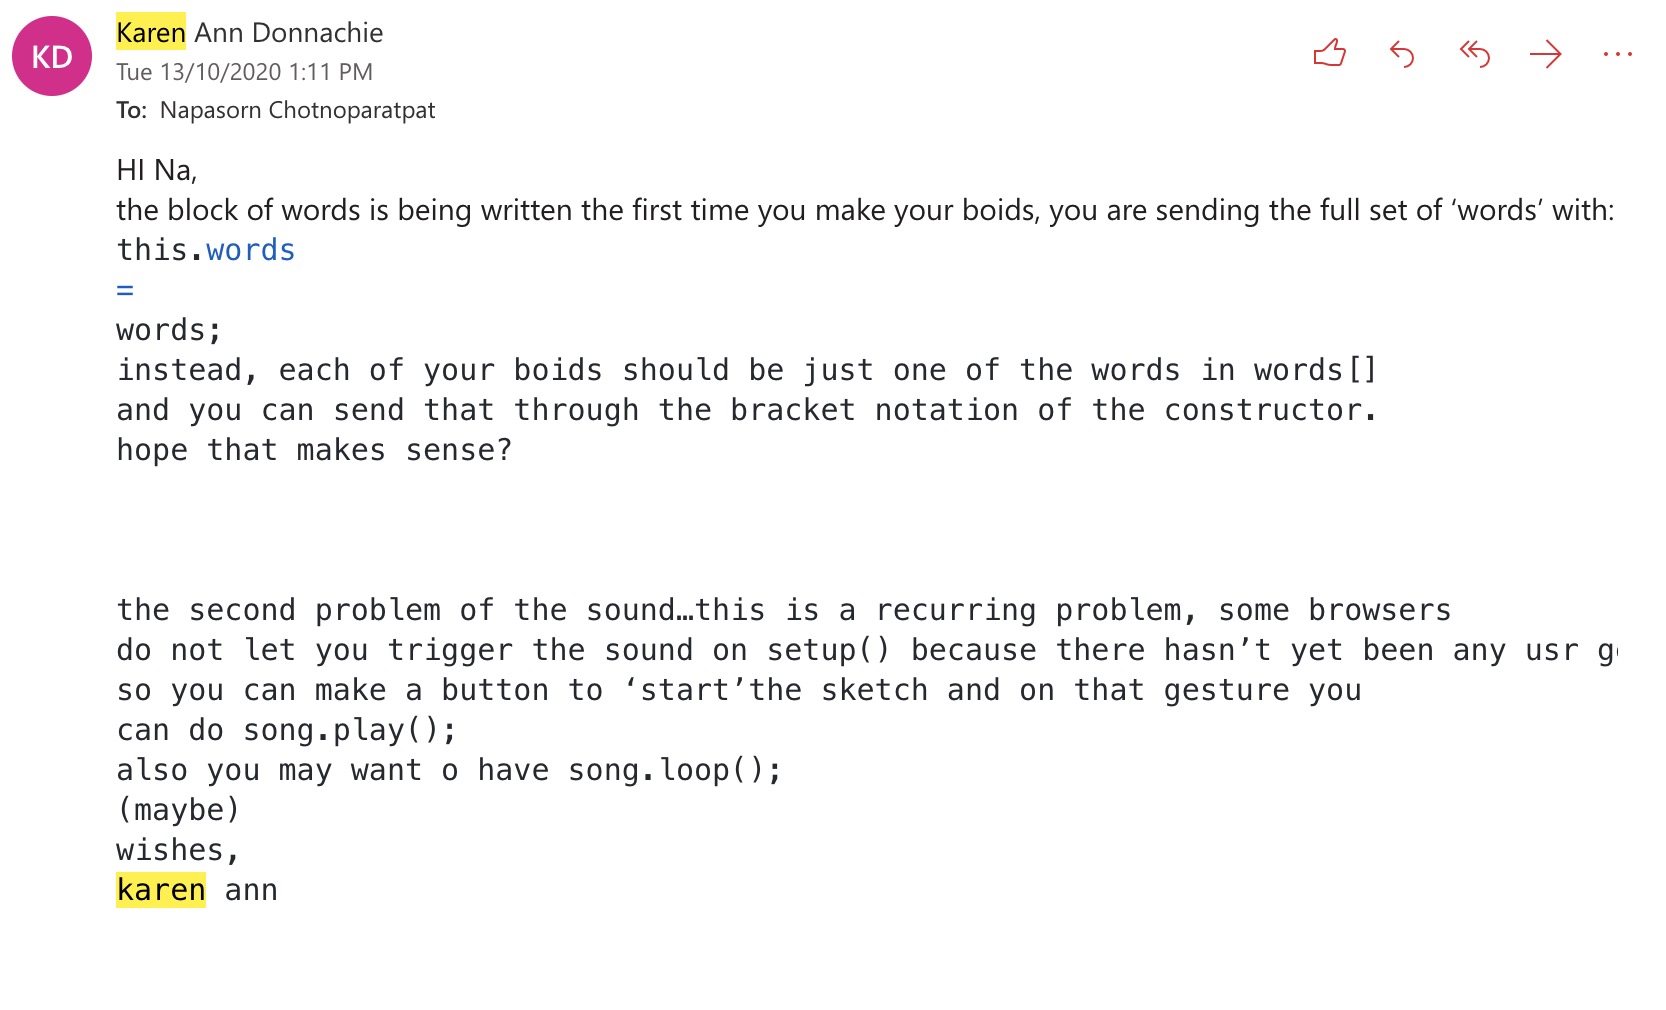 KD
Karen Ann Donnachie
Tue 13/10/2020 1:11 PM
To: Napasorn Chotnoparatpat
HI Na,
the block of words is being written the first time you make your boids, you are sending the full set of ‘words’ with:
this.words
=
words;
instead, each of your boids should be just one of the words in words[]
and you can send that through the bracket notation of the constructor.
hope that makes sense?
the second problem of the sound…this is a recurring problem, some browsers
do not let you trigger the sound on setup() because there hasn’t yet been any usr
so you can make a button to ‘start’the sketch and on that gesture you
can do song.play();
also you may want o have song.loop();
(maybe)
wishes,
karen ann